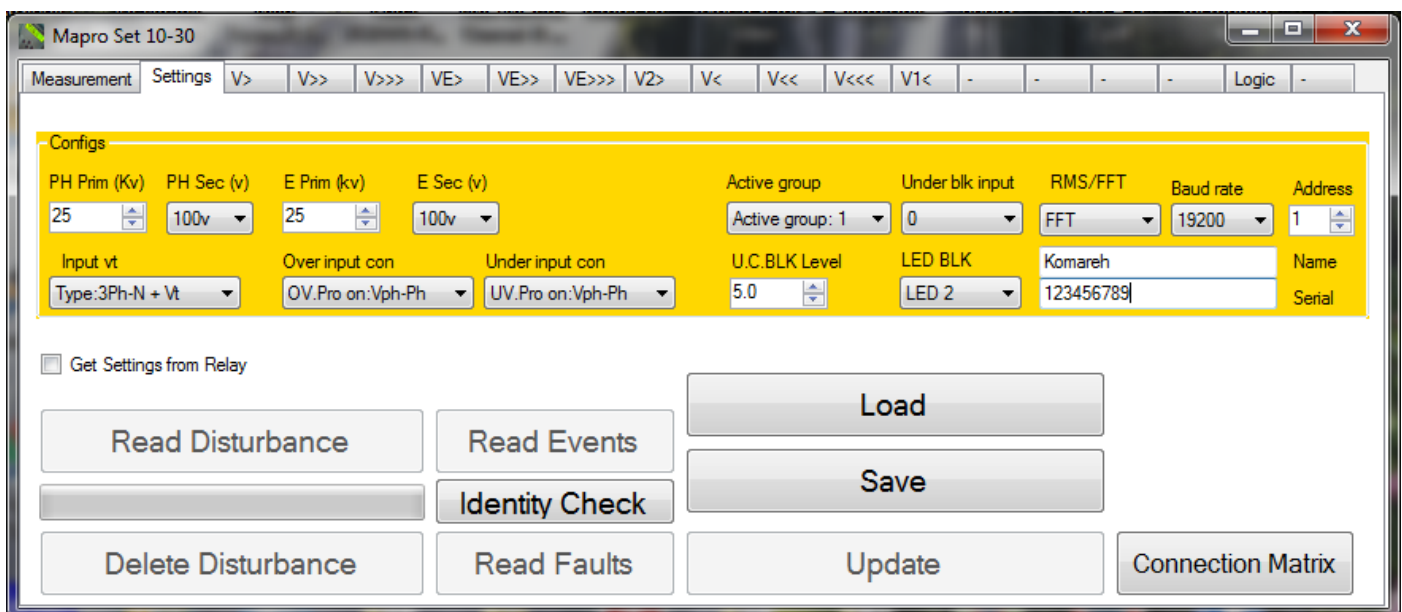 Mapro Set 10-30
Measurement Settings V> V>> V>>> VE> VE>> VE>>> V2> V< V<< V<<< V1< - - - - Logic -
Configs
PH Prim (Kv) PH Sec (v) E Prim (kv) E Sec (v) Active group Under blk input RMS/FFT Baud rate Address
25 100v 25 100v Active group: 1 0 FFT 19200 1
Input vt Over input con Under input con U.C.BLK Level LED BLK Komareh Name
Type:3Ph-N + Vt OV.Pro on:Vph-Ph UV.Pro on:Vph-Ph 5.0 LED 2 123456789 Serial
Get Settings from Relay
Load
Read Disturbance Read Events
Save
Identity Check
Delete Disturbance Read Faults Update Connection Matrix